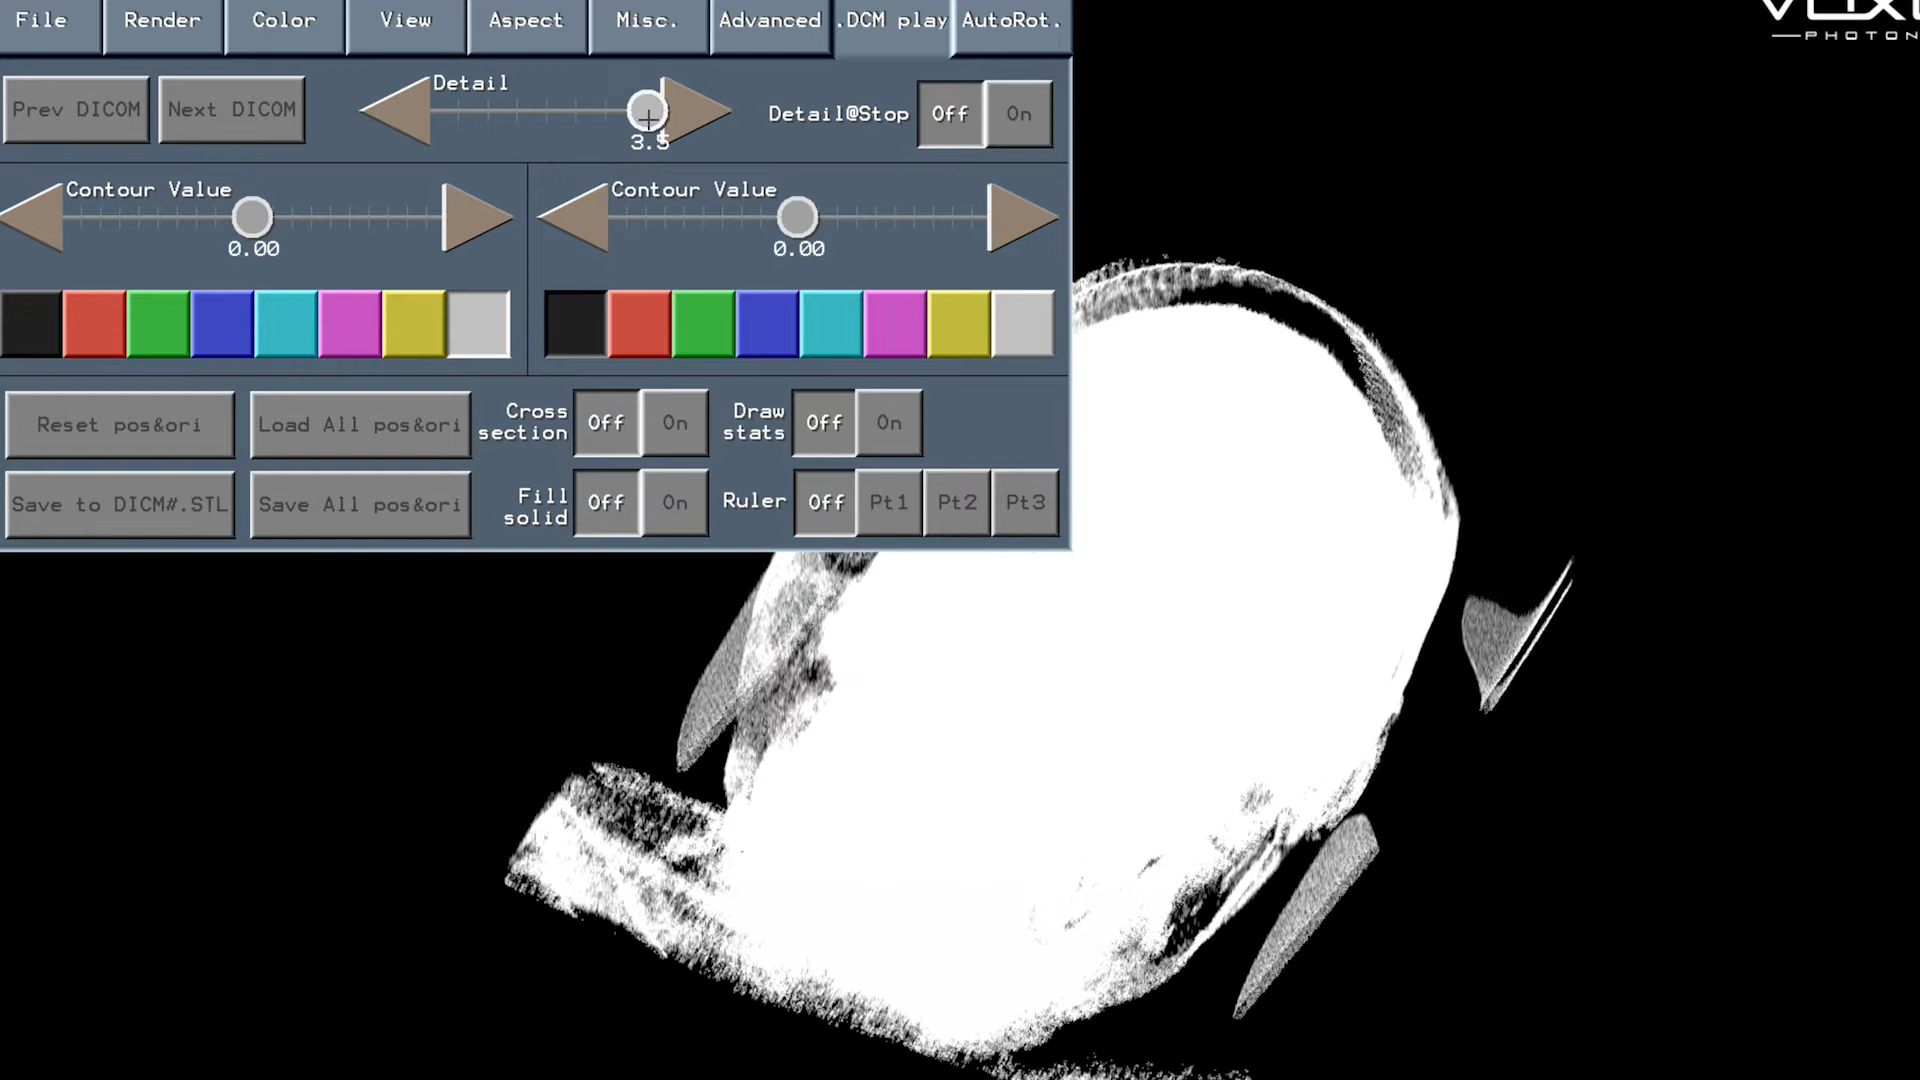 File Render Color View Aspect Misc. Advanced .DCM play AutoRot.
PHOTON
Prev DICOM Next DICOM Detail 3.5 Detail@Stop Off On
Contour Value 0.00
Contour Value 0.00
Reset pos&ori Load All pos&ori Cross section Off On Draw stats Off On
Save to DICM#.STL Save All pos&ori Fill solid Off On Ruler Off Pt1 Pt2 Pt3